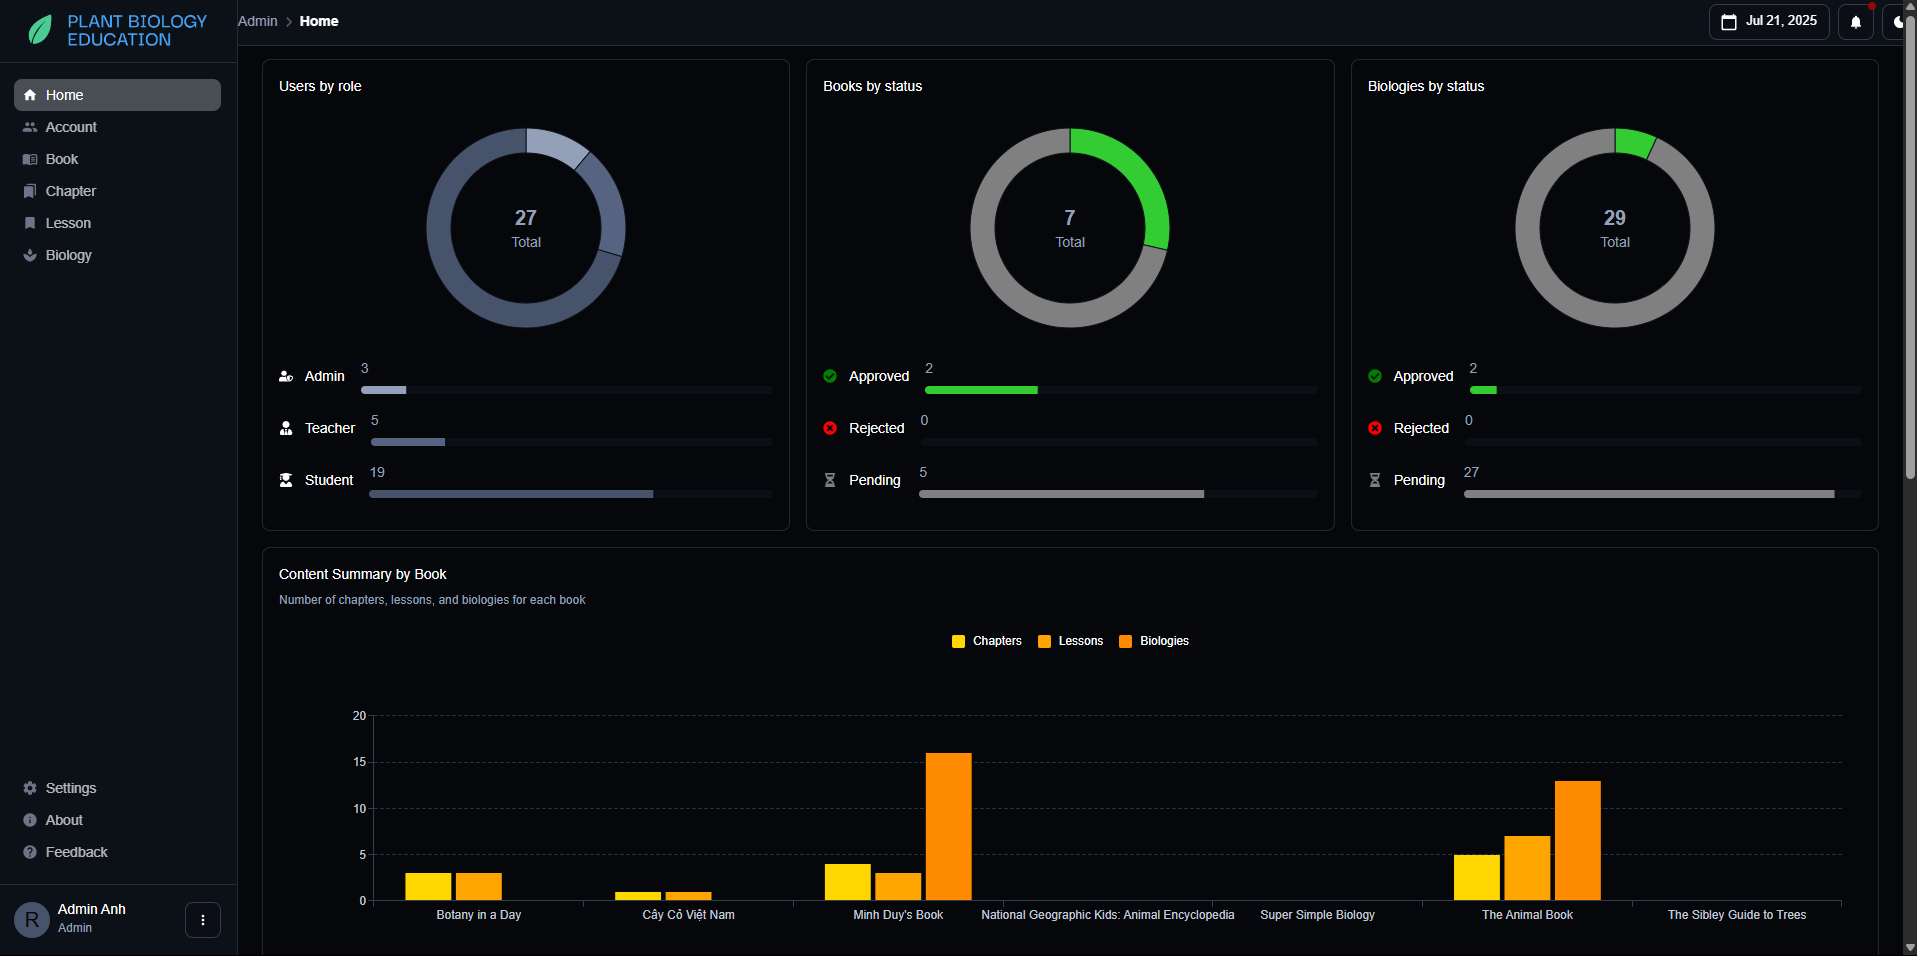 PLANT BIOLOGY
EDUCATION
Admin > Home
Jul 21, 2025
Home
Account
Book
Chapter
Lesson
Biology
Settings
About
Feedback
R
Admin Anh
Admin
Users by role
27
Total
Admin
3
Teacher
5
Student
19
Books by status
7
Total
Approved
2
Rejected
0
Pending
5
Biologies by status
29
Total
Approved
2
Rejected
0
Pending
27
Content Summary by Book
Number of chapters, lessons, and biologies for each book
Chapters Lessons Biologies
20
15
10
5
0
Botany in a Day
Cây Cỏ Việt Nam
Minh Duy's Book
National Geographic Kids: Animal Encyclopedia
Super Simple Biology
The Animal Book
The Sibley Guide to Trees